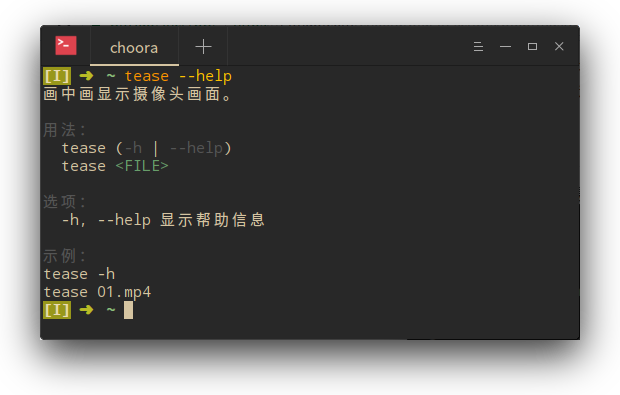 choora
[I] ➜ ~ tease --help
画中画显示摄像头画面。
用法:
tease (-h | --help)
tease <FILE>
选项:
-h, --help 显示帮助信息
示例:
tease -h
tease 01.mp4
[I] ➜ ~